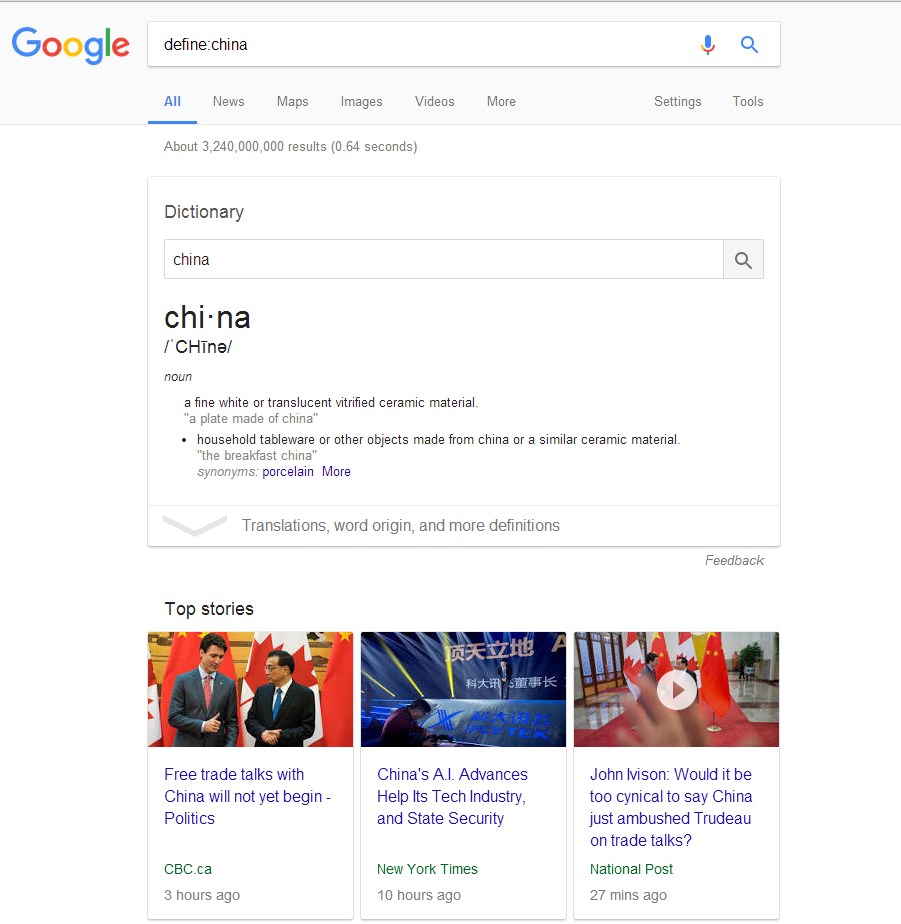 Google
define:china
All News Maps Images Videos More Settings Tools
About 3,240,000,000 results (0.64 seconds)
Dictionary
china
chi·na
/ˈCHīnə/
noun
a fine white or translucent vitrified ceramic material.
"a plate made of china"
household tableware or other objects made from china or a similar ceramic material.
"the breakfast china"
synonyms: porcelain More
Translations, word origin, and more definitions
Feedback
Top stories
顶天立地 A
科大讯 董事长
科大讯飞
IFLYTEK
Free trade talks with
China will not yet begin -
Politics
CBC.ca
3 hours ago
China's A.I. Advances
Help Its Tech Industry,
and State Security
New York Times
10 hours ago
John Ivison: Would it be
too cynical to say China
just ambushed Trudeau
on trade talks?
National Post
27 mins ago